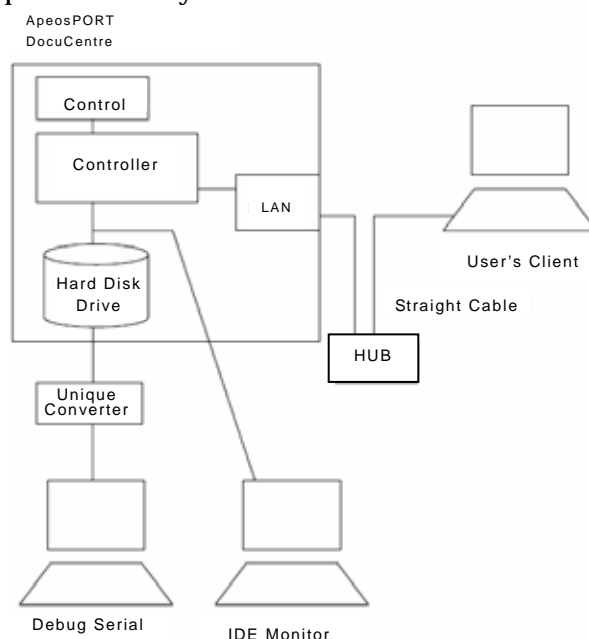 ApeosPORT
DocuCentre
Control
Controller
LAN
User's Client
Hard Disk
Drive
Straight Cable
HUB
Unique
Converter
Debug Serial
IDE Monitor